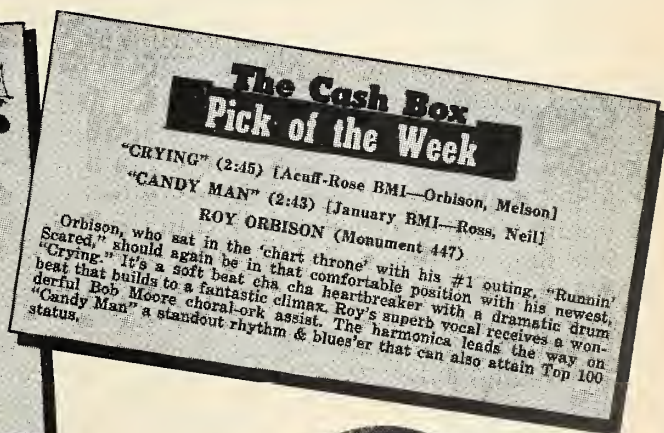 The Cash Box
Pick of the Week
"CRYING" (2:45) [Acuff-Rose BMI—Orbison, Melson]
"CANDY MAN" (2:43) [January BMI—Ross, Neil]
ROY ORBISON (Monument 447)
Orbison, who sat in the 'chart throne' with his #1 outing, "Runnin'
Scared," should again be in that comfortable position with his newest,
"Crying." It's a soft beat cha cha heartbreaker with a dramatic drum
beat that builds to a fantastic climax. Roy's superb vocal receives a won-
derful Bob Moore choral-ork assist. The harmonica leads the way on
"Candy Man" a standout rhythm & blues'er that can also attain Top 100
status.